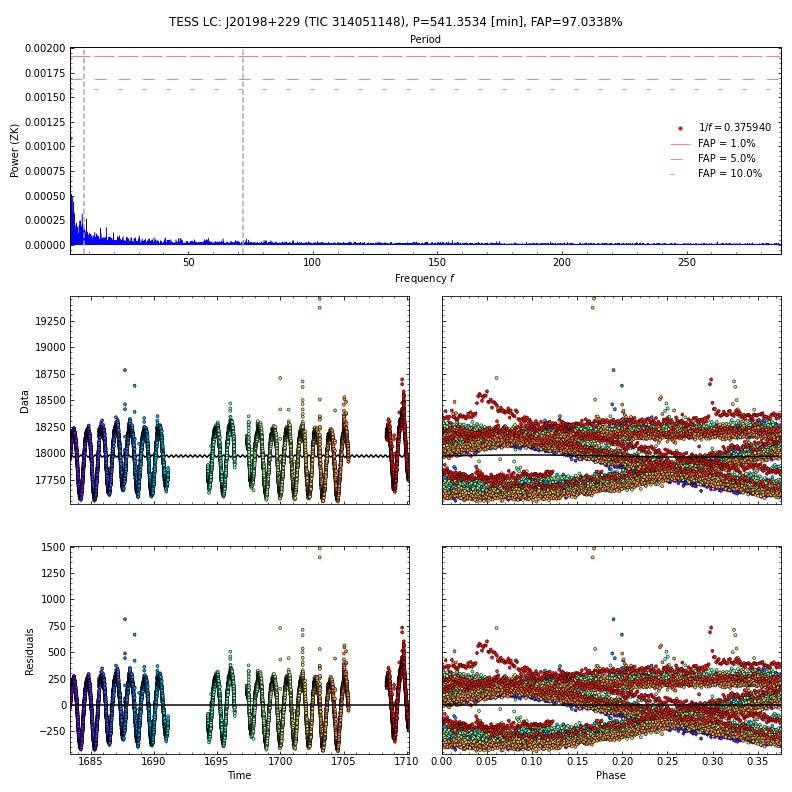 TESS LC: J20198+229 (TIC 314051148), P=541.3534 [min], FAP=97.0338%
Period
0.00200
0.00175
0.00150
0.00125
0.00100
0.00075
0.00050
0.00025
0.00000
Power (ZK)
1/f = 0.375940
FAP = 1.0%
FAP = 5.0%
FAP = 10.0%
50 100 150 200 250
Frequency f
19250
19000
18750
18500
18250
18000
17750
Data
1500
1250
1000
750
500
250
0
−250
Residuals
1685 1690 1695 1700 1705 1710
Time
0.00 0.05 0.10 0.15 0.20 0.25 0.30 0.35
Phase